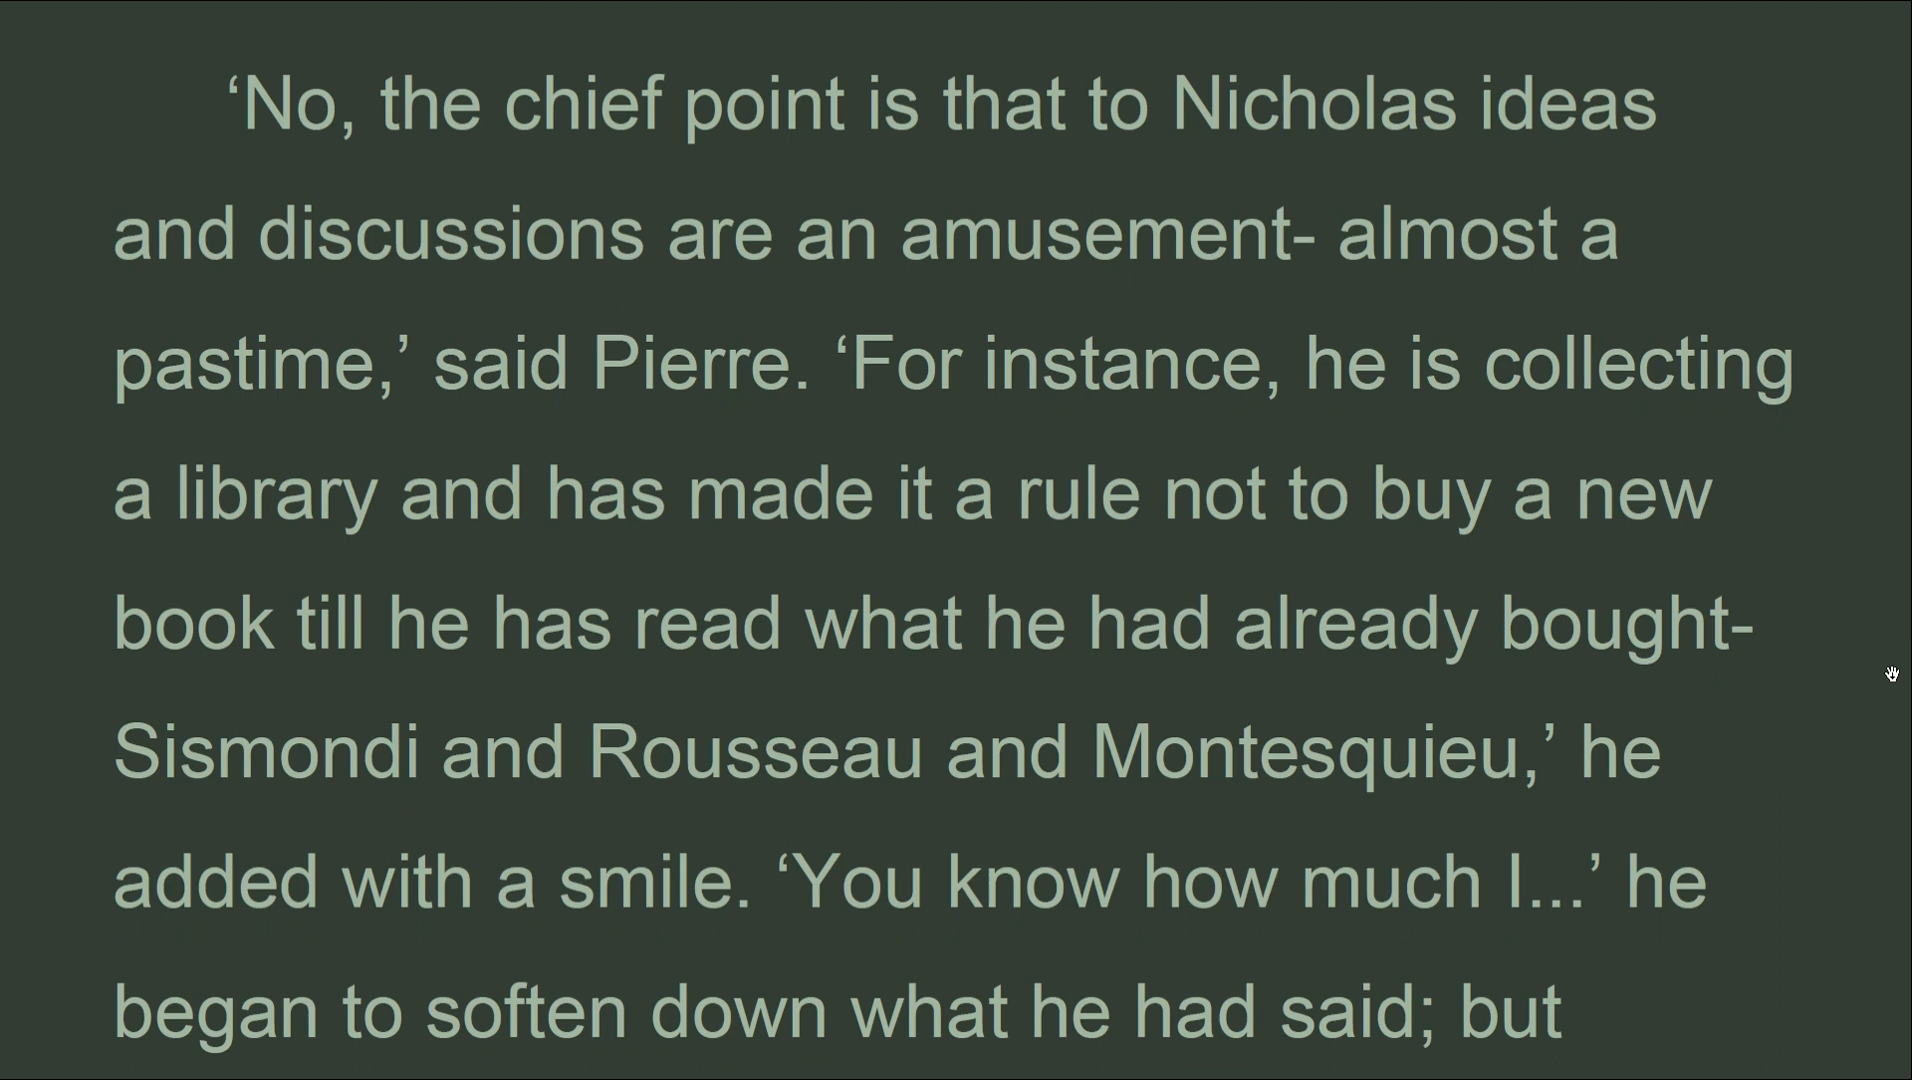 ‘No, the chief point is that to Nicholas ideas
and discussions are an amusement- almost a
pastime,’ said Pierre. ‘For instance, he is collecting
a library and has made it a rule not to buy a new
book till he has read what he had already bought-
Sismondi and Rousseau and Montesquieu,’ he
added with a smile. ‘You know how much I...’ he
began to soften down what he had said; but